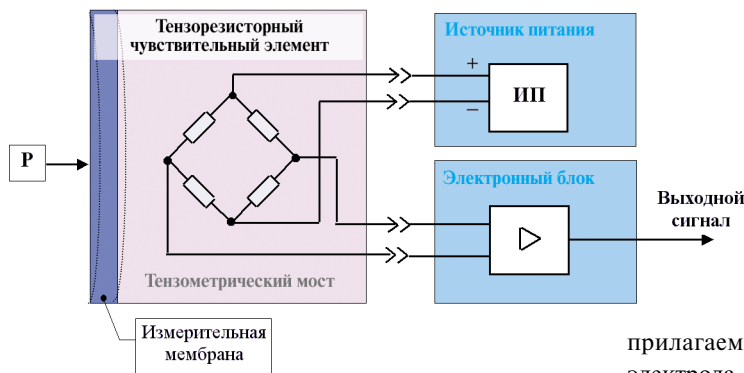 Тензорезисторный
чувствительный элемент
Источник питания
+
ИП
–
P
Электронный блок
Выходной
сигнал
Тензометрический мост
Измерительная
мембрана
прилагаем